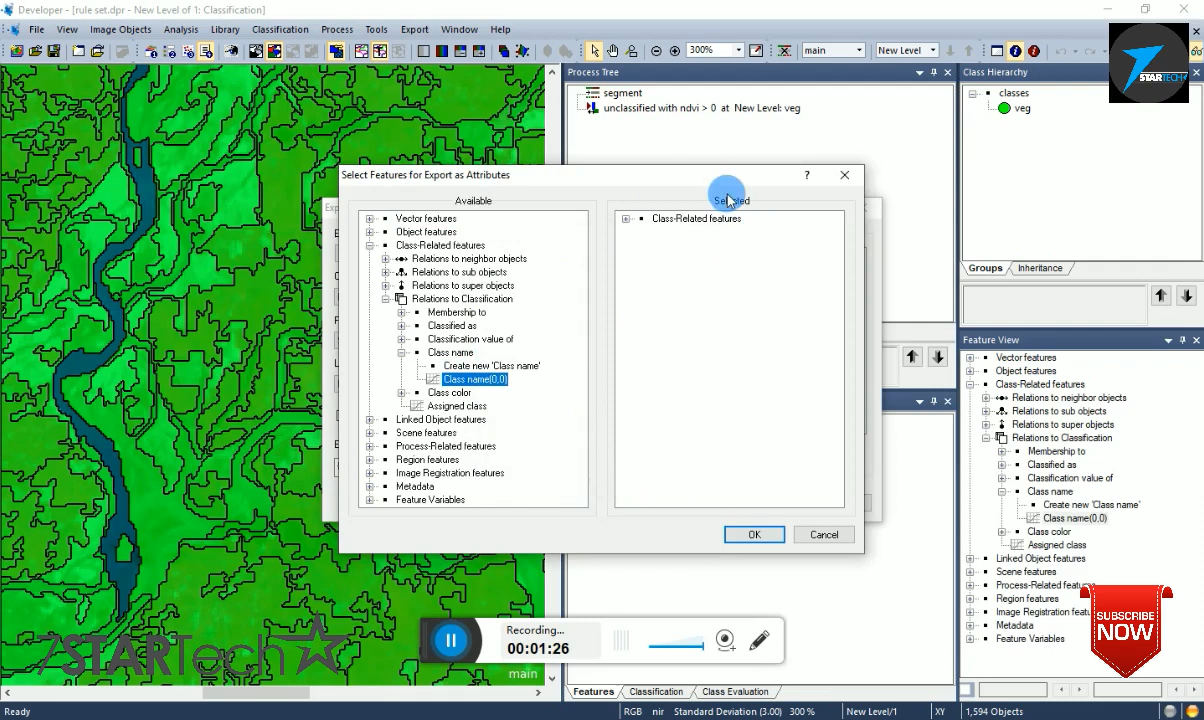 Developer - [rule set.dpr - New Level of 1: Classification]
File View Image Objects Analysis Library Classification Process Tools Export Window Help
300% main New Level
7STARTECH
Process Tree
segment
unclassified with ndvi > 0 at New Level: veg
Class Hierarchy
classes
veg
Groups Inheritance
Select Features for Export as Attributes
Available
Vector features
Object features
Class-Related features
Relations to neighbor objects
Relations to sub objects
Relations to super objects
Relations to Classification
Membership to
Classified as
Classification value of
Class name
Create new 'Class name'
Class name(0,0)
Class color
Assigned class
Linked Object features
Scene features
Process-Related features
Region features
Image Registration features
Metadata
Feature Variables
Selected
Class-Related features
OK Cancel
Feature View
Vector features
Object features
Class-Related features
Relations to neighbor objects
Relations to sub objects
Relations to super objects
Relations to Classification
Membership to
Classified as
Classification value of
Class name
Create new 'Class name'
Class name(0,0)
Class color
Assigned class
Linked Object features
Scene features
Process-Related features
Region features
Image Registration featu
Metadata
Feature Variables
SUBSCRIBE
NOW
Recording...
00:01:26
7STARTech
main
Features Classification Class Evaluation
Ready RGB nir Standard Deviation (3.00) 300 % New Level/1 XY 1,594 Objects